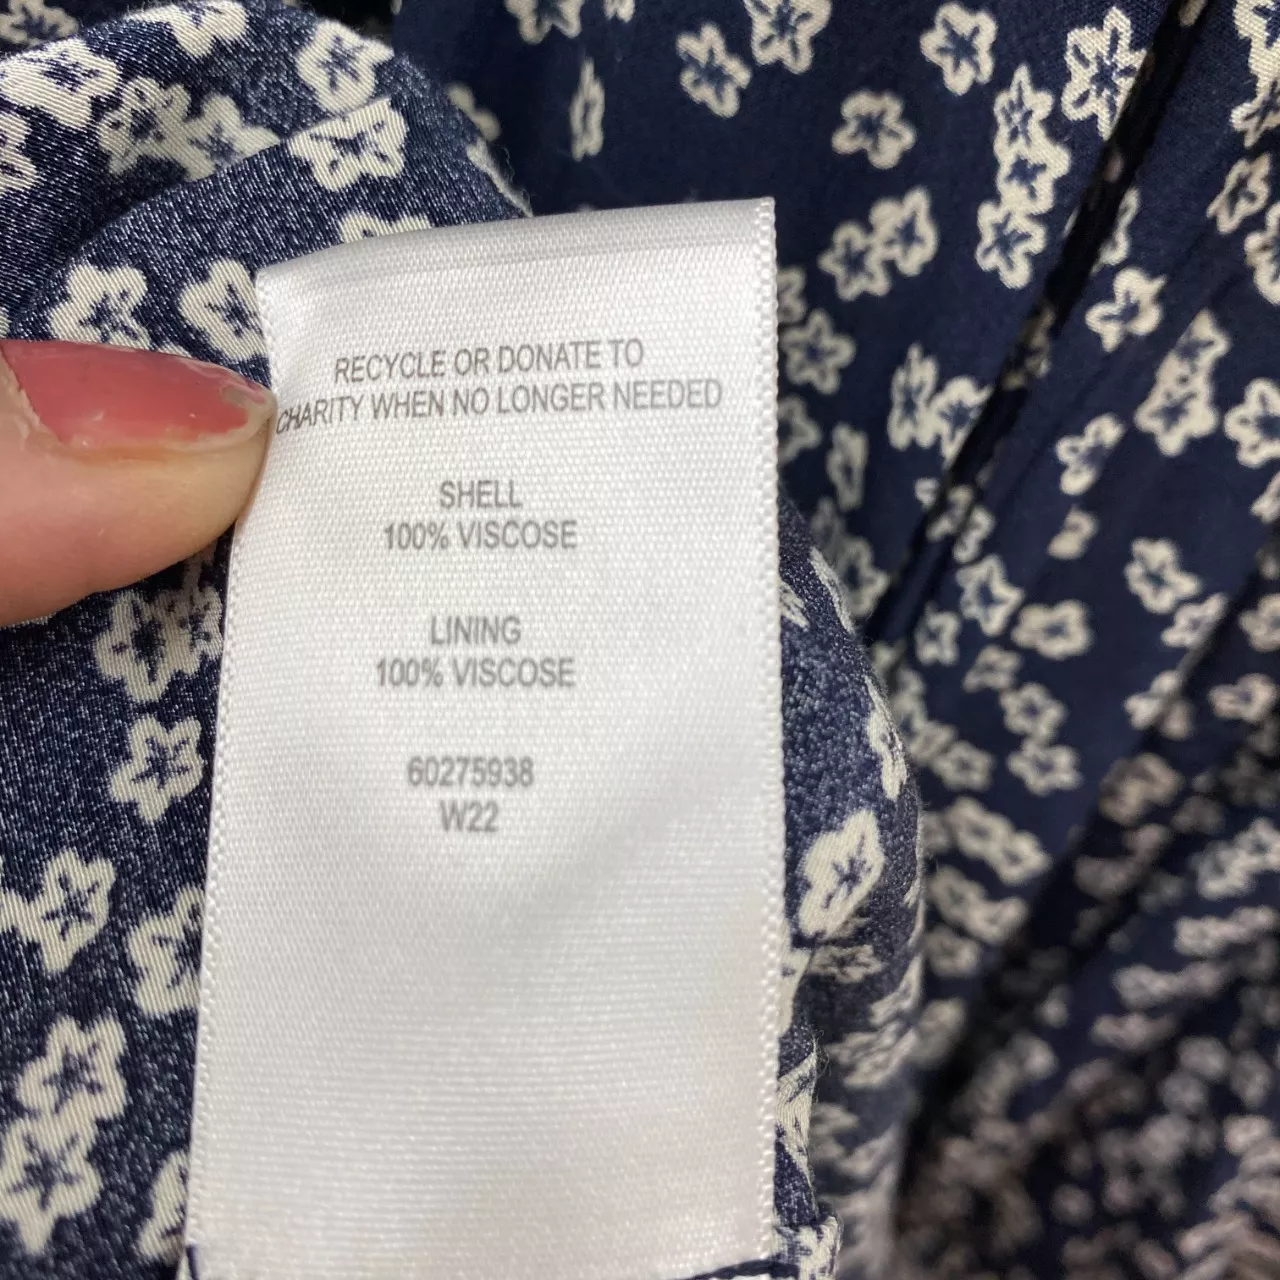 RECYCLE OR DONATE TO
CHARITY WHEN NO LONGER NEEDED
SHELL
100% VISCOSE
LINING
100% VISCOSE
60275938
W22